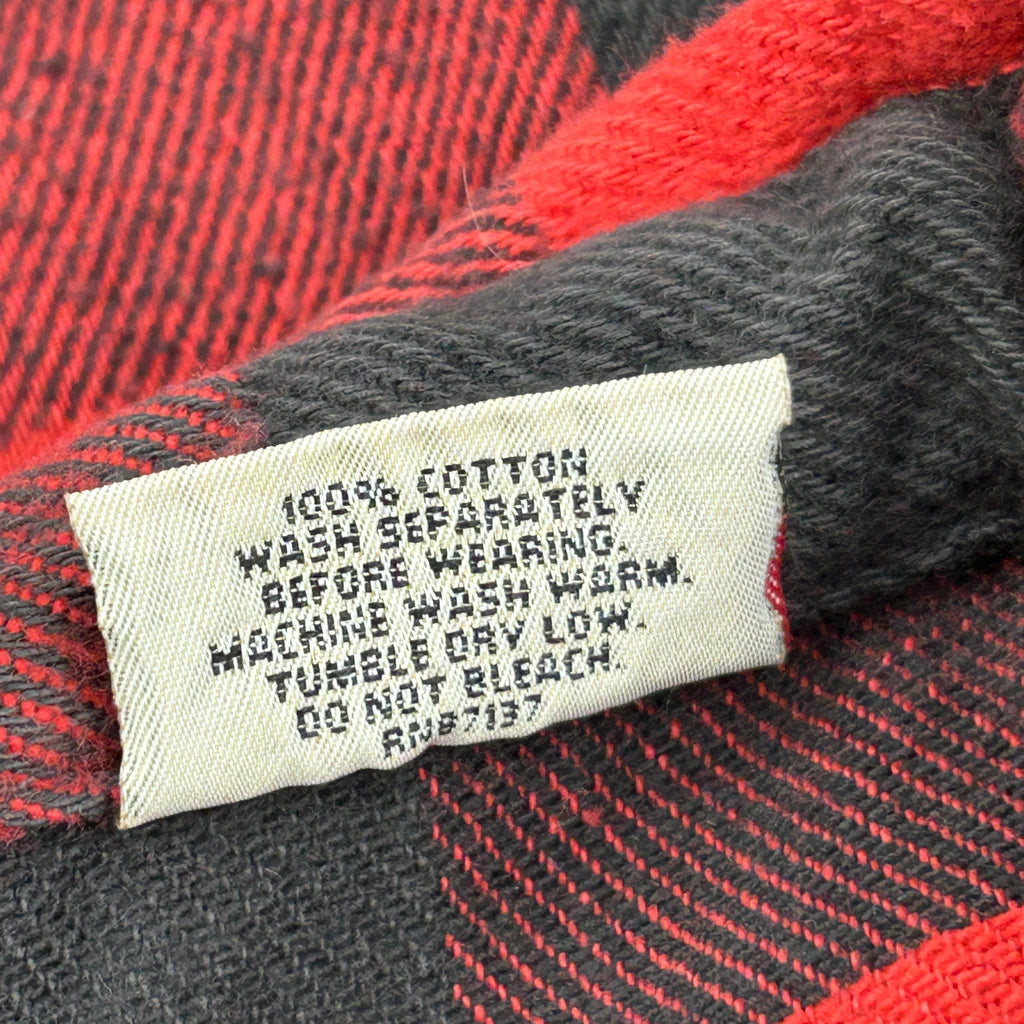 100% COTTON
WASH SEPARATELY
BEFORE WEARING.
MACHINE WASH WARM.
TUMBLE DRY LOW.
DO NOT BLEACH.
RN87137